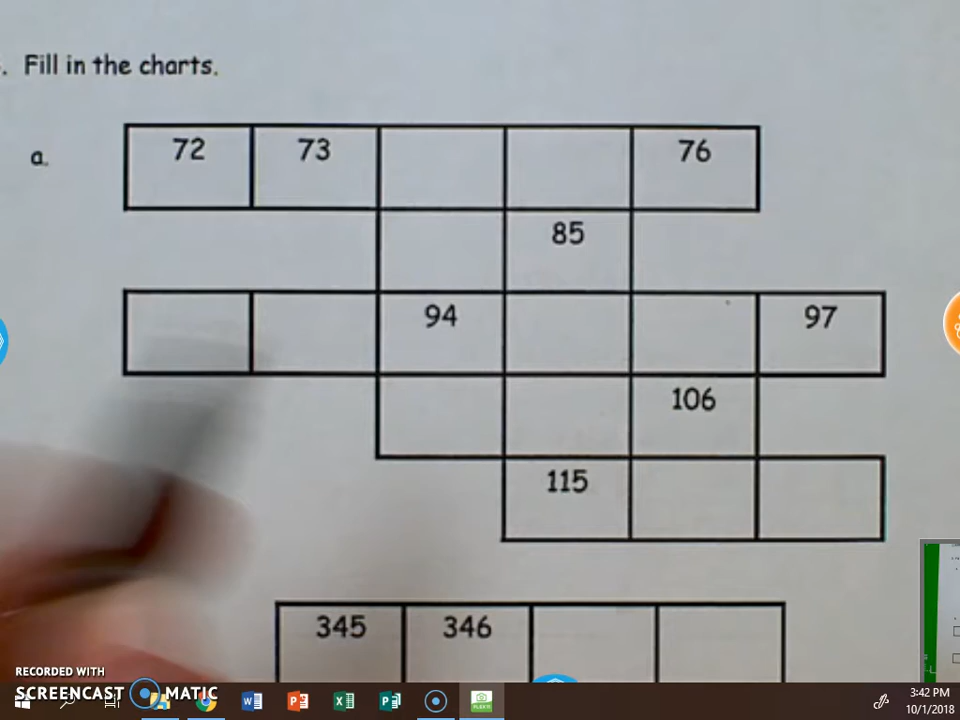 . Fill in the charts.
a.
72 73 76
85
94 97
106
115
345 346
RECORDED WITH
SCREENCAST MATIC
3:42 PM
10/1/2018